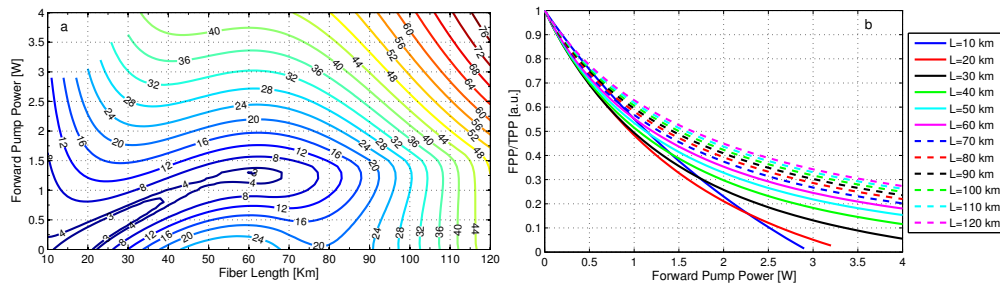 a
4
3.5
3
2.5
2
1.5
1
0.5
0
Forward Pump Power [W]
10 20 30 40 50 60 70 80 90 100 110 120
Fiber Length [Km]
40 44 48 52 56 60 64 68 72 76
36 32 28 24 20 16 12 8 4
b
1
0.9
0.8
0.7
0.6
0.5
0.4
0.3
0.2
0.1
0
FPP/TPP [a.u.]
0 0.5 1 1.5 2 2.5 3 3.5 4
Forward Pump Power [W]
L=10 km
L=20 km
L=30 km
L=40 km
L=50 km
L=60 km
L=70 km
L=80 km
L=90 km
L=100 km
L=110 km
L=120 km